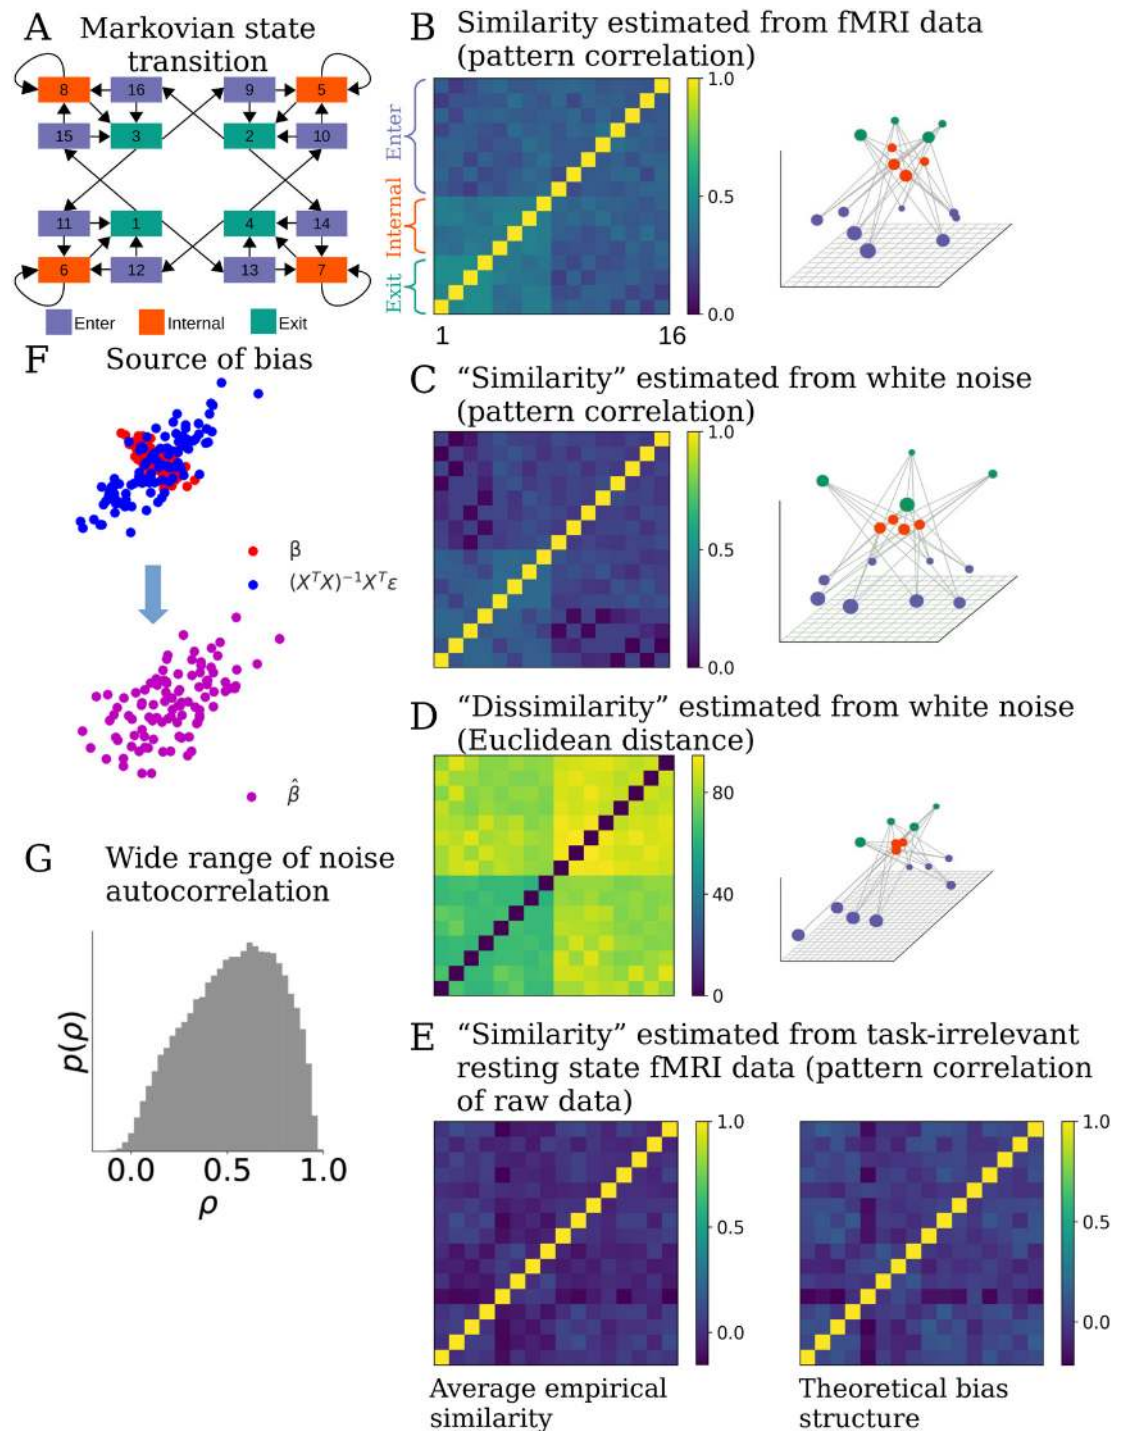 A
Markovian state
transition
8
16
9
5
15
3
2
10
11
1
4
14
6
12
13
7
Enter
Internal
Exit
B
Similarity estimated from fMRI data
(pattern correlation)
Enter
Internal
Exit
1.0
0.5
0.0
1
16
F
Source of bias
β
(XᵀX)⁻¹Xᵀε
β̂
C
“Similarity” estimated from white noise
(pattern correlation)
1.0
0.5
0.0
D
“Dissimilarity” estimated from white noise
(Euclidean distance)
80
40
0
G
Wide range of noise
autocorrelation
p(ρ)
0.0
0.5
1.0
ρ
E
“Similarity” estimated from task-irrelevant
resting state fMRI data (pattern correlation
of raw data)
1.0
0.5
0.0
Average empirical
similarity
1.0
0.5
0.0
Theoretical bias
structure